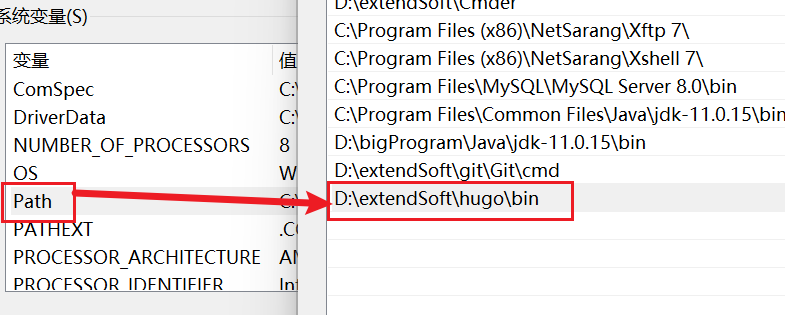 系统变量(S)
变量
值
ComSpec
C:\
DriverData
C:\
NUMBER_OF_PROCESSORS
8
OS
W
Path
C:\
PATHEXT
.CO
PROCESSOR_ARCHITECTURE
AM
PROCESSOR_IDENTIFIER
Int
D:\extendSoft\Cmder
C:\Program Files (x86)\NetSarang\Xftp 7\
C:\Program Files (x86)\NetSarang\Xshell 7\
C:\Program Files\MySQL\MySQL Server 8.0\bin
C:\Program Files\Common Files\Java\jdk-11.0.15\bin
D:\bigProgram\Java\jdk-11.0.15\bin
D:\extendSoft\git\Git\cmd
D:\extendSoft\hugo\bin